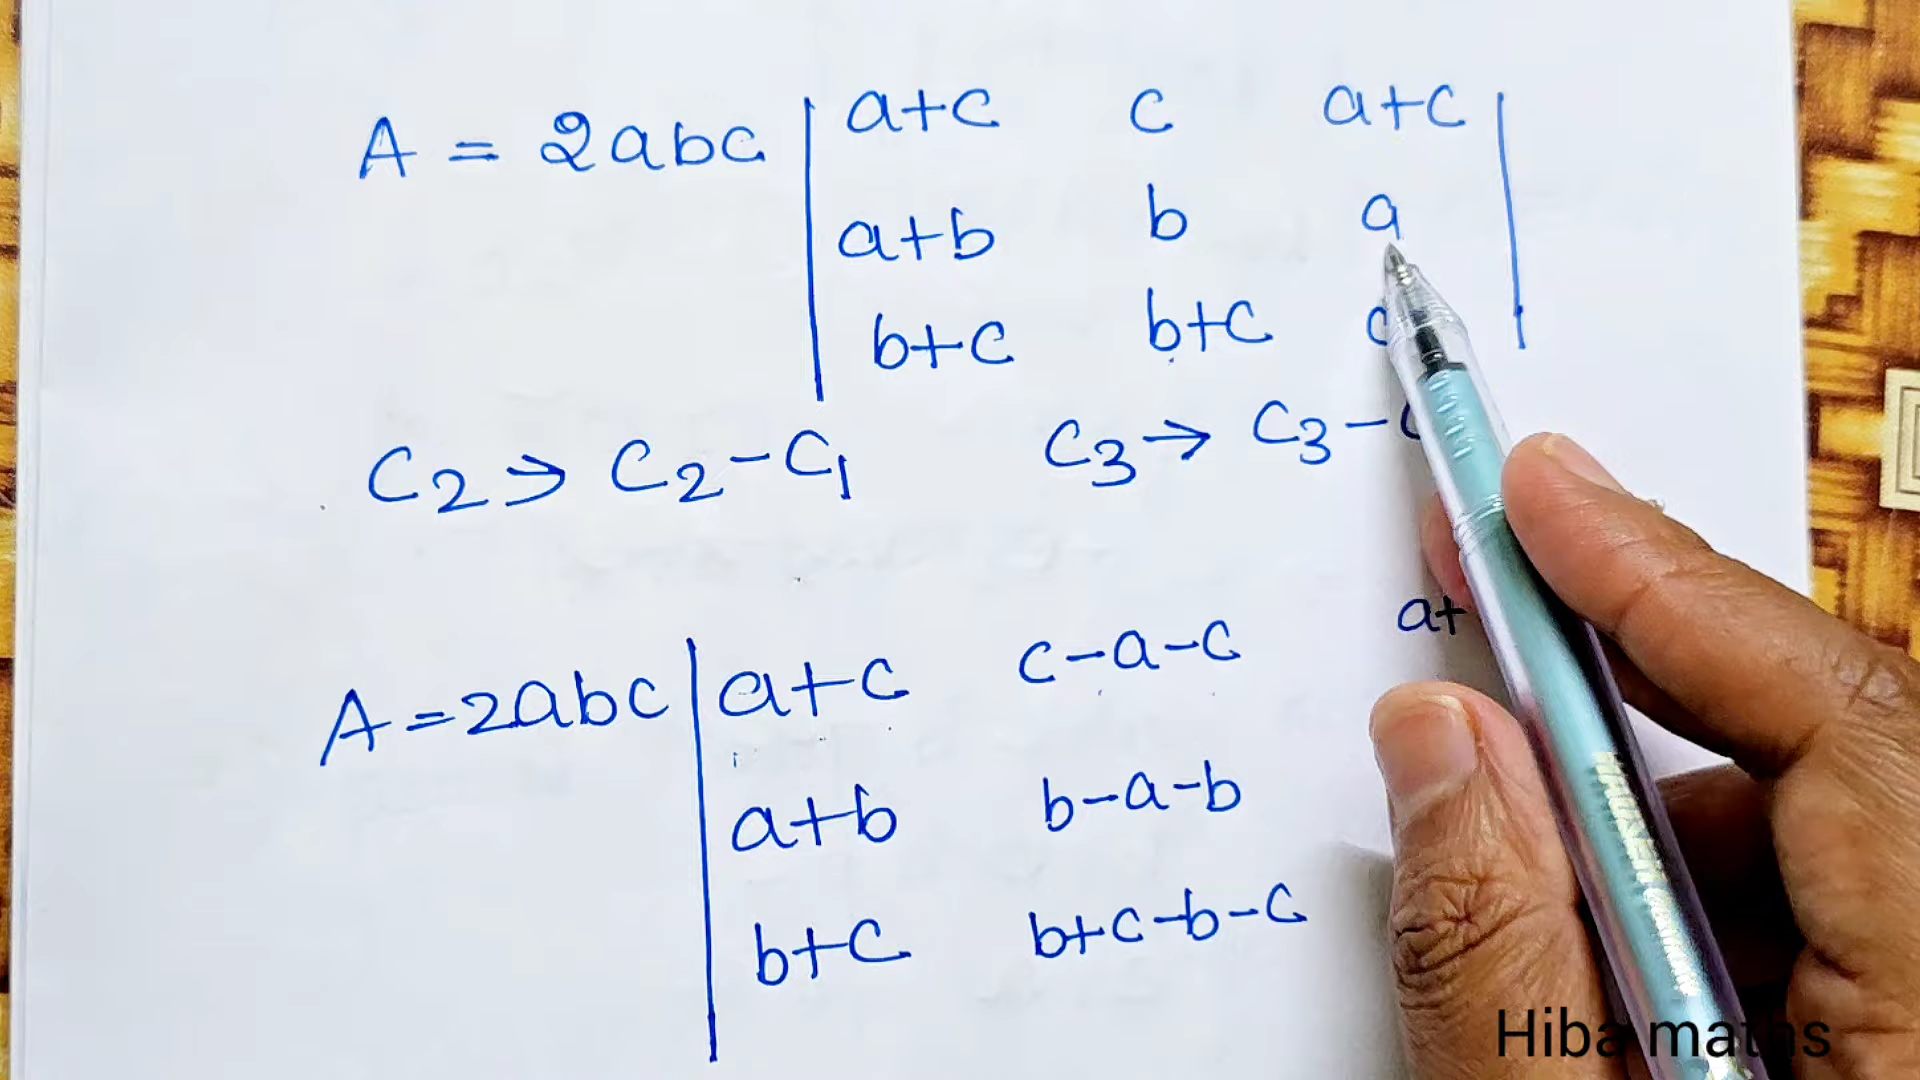 A = 2abc | a+c c a+c |
a+b b a
b+c b+c c
C2 → C2-C1 C3 → C3-C
A=2abc | a+c c-a-c a+
a+b b-a-b
b+c b+c-b-c
Hiba maths